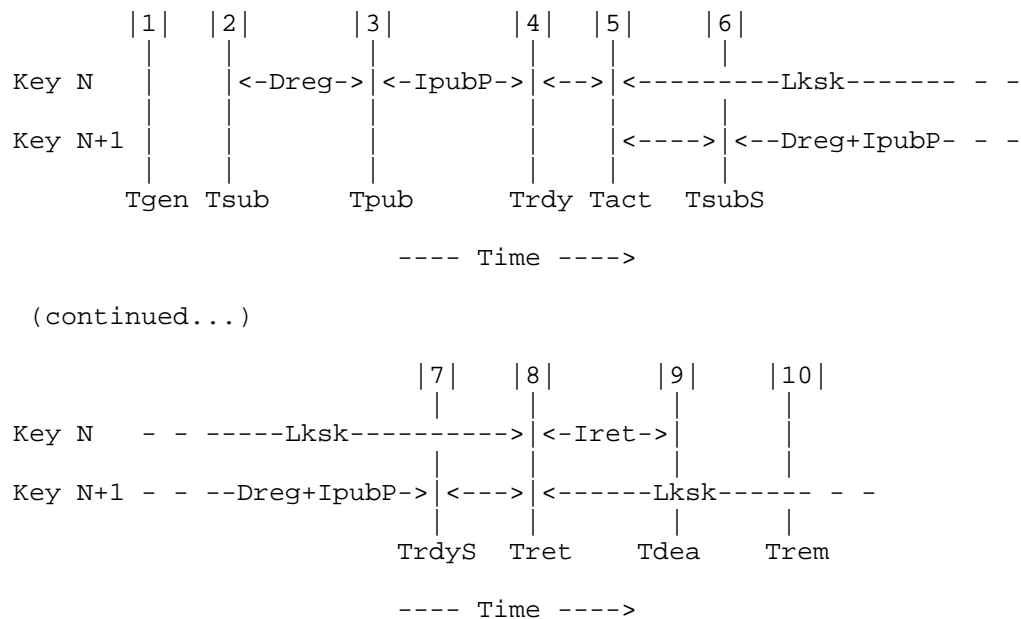 |1|   |2|       |3|         |4|  |5|    |6|
Key N       |    |<-Dreg->|<-IpubP->|<-->|<---------Lksk------- - -
Key N+1|    |        |         |    |<---->|<--Dreg+IpubP- - -
Tgen Tsub     Tpub      Trdy Tact  TsubS
---- Time ---->
(continued...)
|7|   |8|      |9|    |10|
Key N   - - -----Lksk---------->|<-Iret->|      |
Key N+1 - - --Dreg+IpubP->|<--->|<------Lksk------ - -
TrdyS  Tret     Tdea   Trem
---- Time ---->